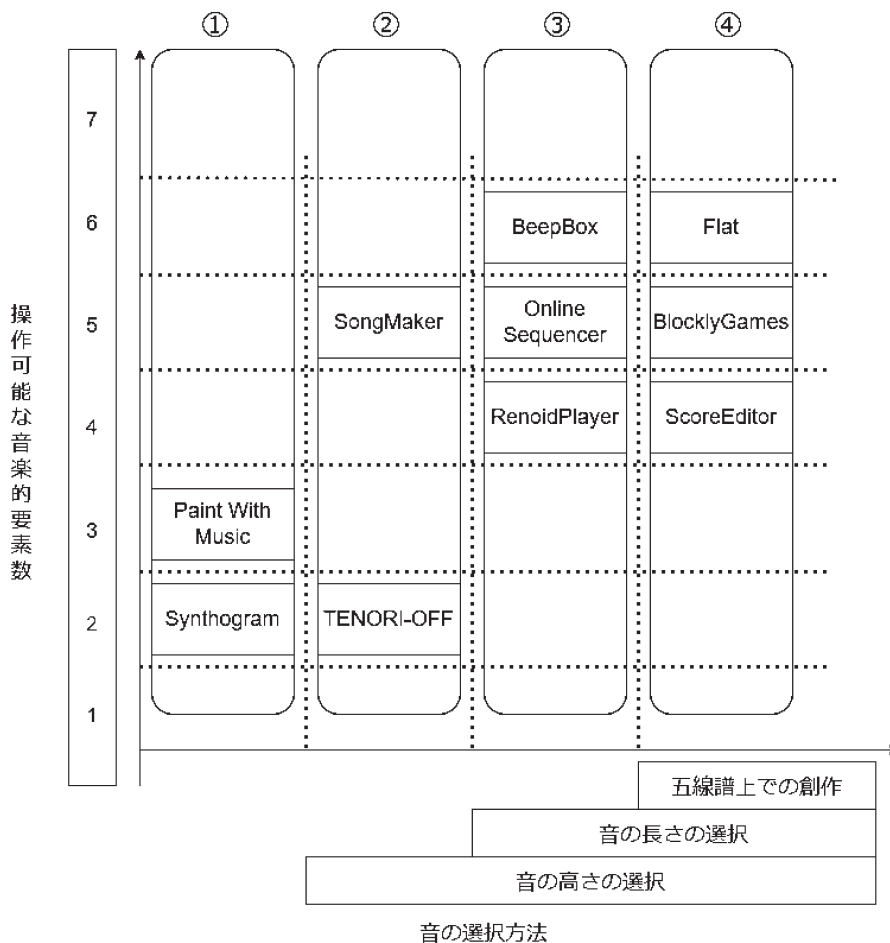 ① ② ③ ④
7
6
BeepBox
Flat
5
SongMaker
Online
Sequencer
BlocklyGames
4
RenoidPlayer
ScoreEditor
3
Paint With
Music
2
Synthogram
TENORI-OFF
1
操作可能な音楽的要素数
五線譜上での創作
音の長さの選択
音の高さの選択
音の選択方法